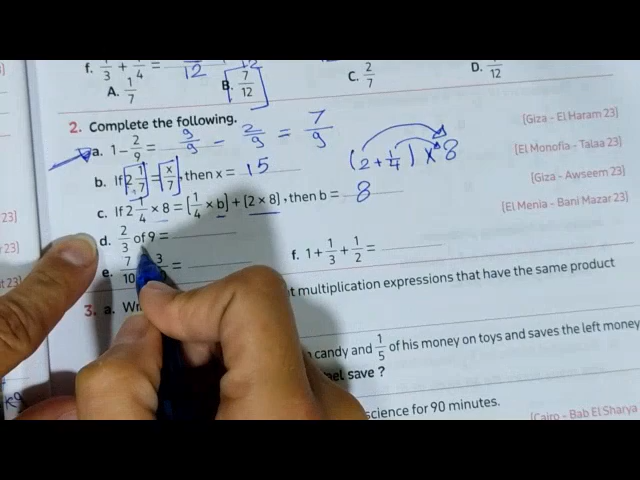 f. 1/3 + 1/4 = 12 12
A. 1/7 B. 7/12 C. 2/7 D. 1/12
2. Complete the following.
a. 1 − 2/9 = 9/9 − 2/9 = 7/9 [Giza - El Haram 23]
b. If 2 1/7 = x/7, then x = 15 (2 + 1/4) × 8 [El Monofia - Talaa 23]
c. If 2 1/4 × 8 = [1/4 × b] + [2 × 8], then b = 8 [Giza - Awseem 23]
d. 2/3 of 9 = [El Menia - Bani Mazar 23]
e. 7/10 3 = f. 1 + 1/3 + 1/2 =
3. a. Wr t multiplication expressions that have the same product
candy and 1/5 of his money on toys and saves the left money
el save ?
science for 90 minutes.
[Cairo - Bab El Sharya